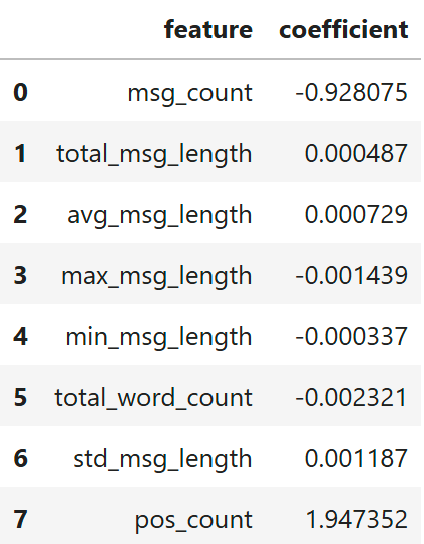 feature coefficient
0 msg_count -0.928075
1 total_msg_length 0.000487
2 avg_msg_length 0.000729
3 max_msg_length -0.001439
4 min_msg_length -0.000337
5 total_word_count -0.002321
6 std_msg_length 0.001187
7 pos_count 1.947352